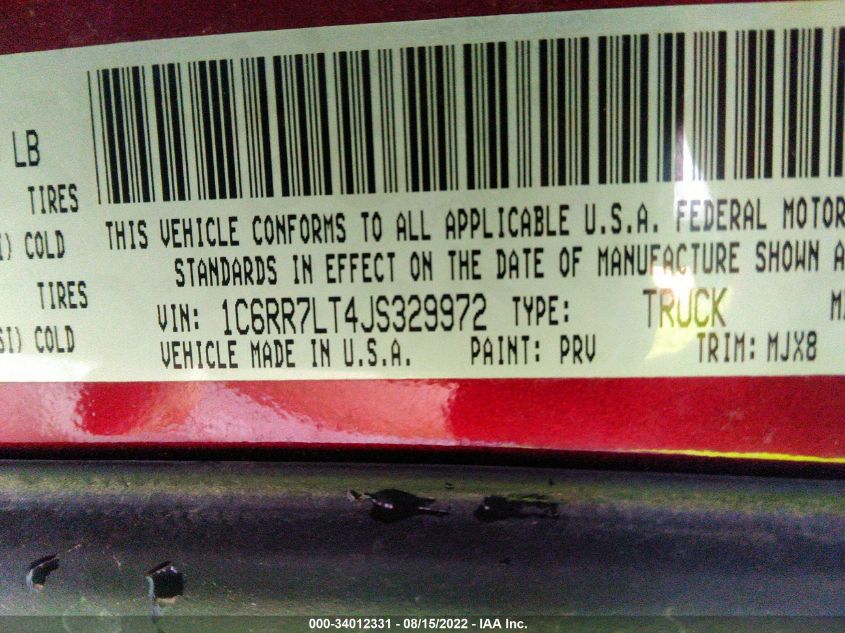 LB
TIRES
I) COLD
TIRES
SI) COLD
THIS VEHICLE CONFORMS TO ALL APPLICABLE U.S.A. FEDERAL MOTOR
STANDARDS IN EFFECT ON THE DATE OF MANUFACTURE SHOWN A
VIN: 1C6RR7LT4JS329972 TYPE: TRUCK
VEHICLE MADE IN U.S.A. PAINT: PRV TRIM: MJX8
000-34012331 - 08/15/2022 - IAA Inc.